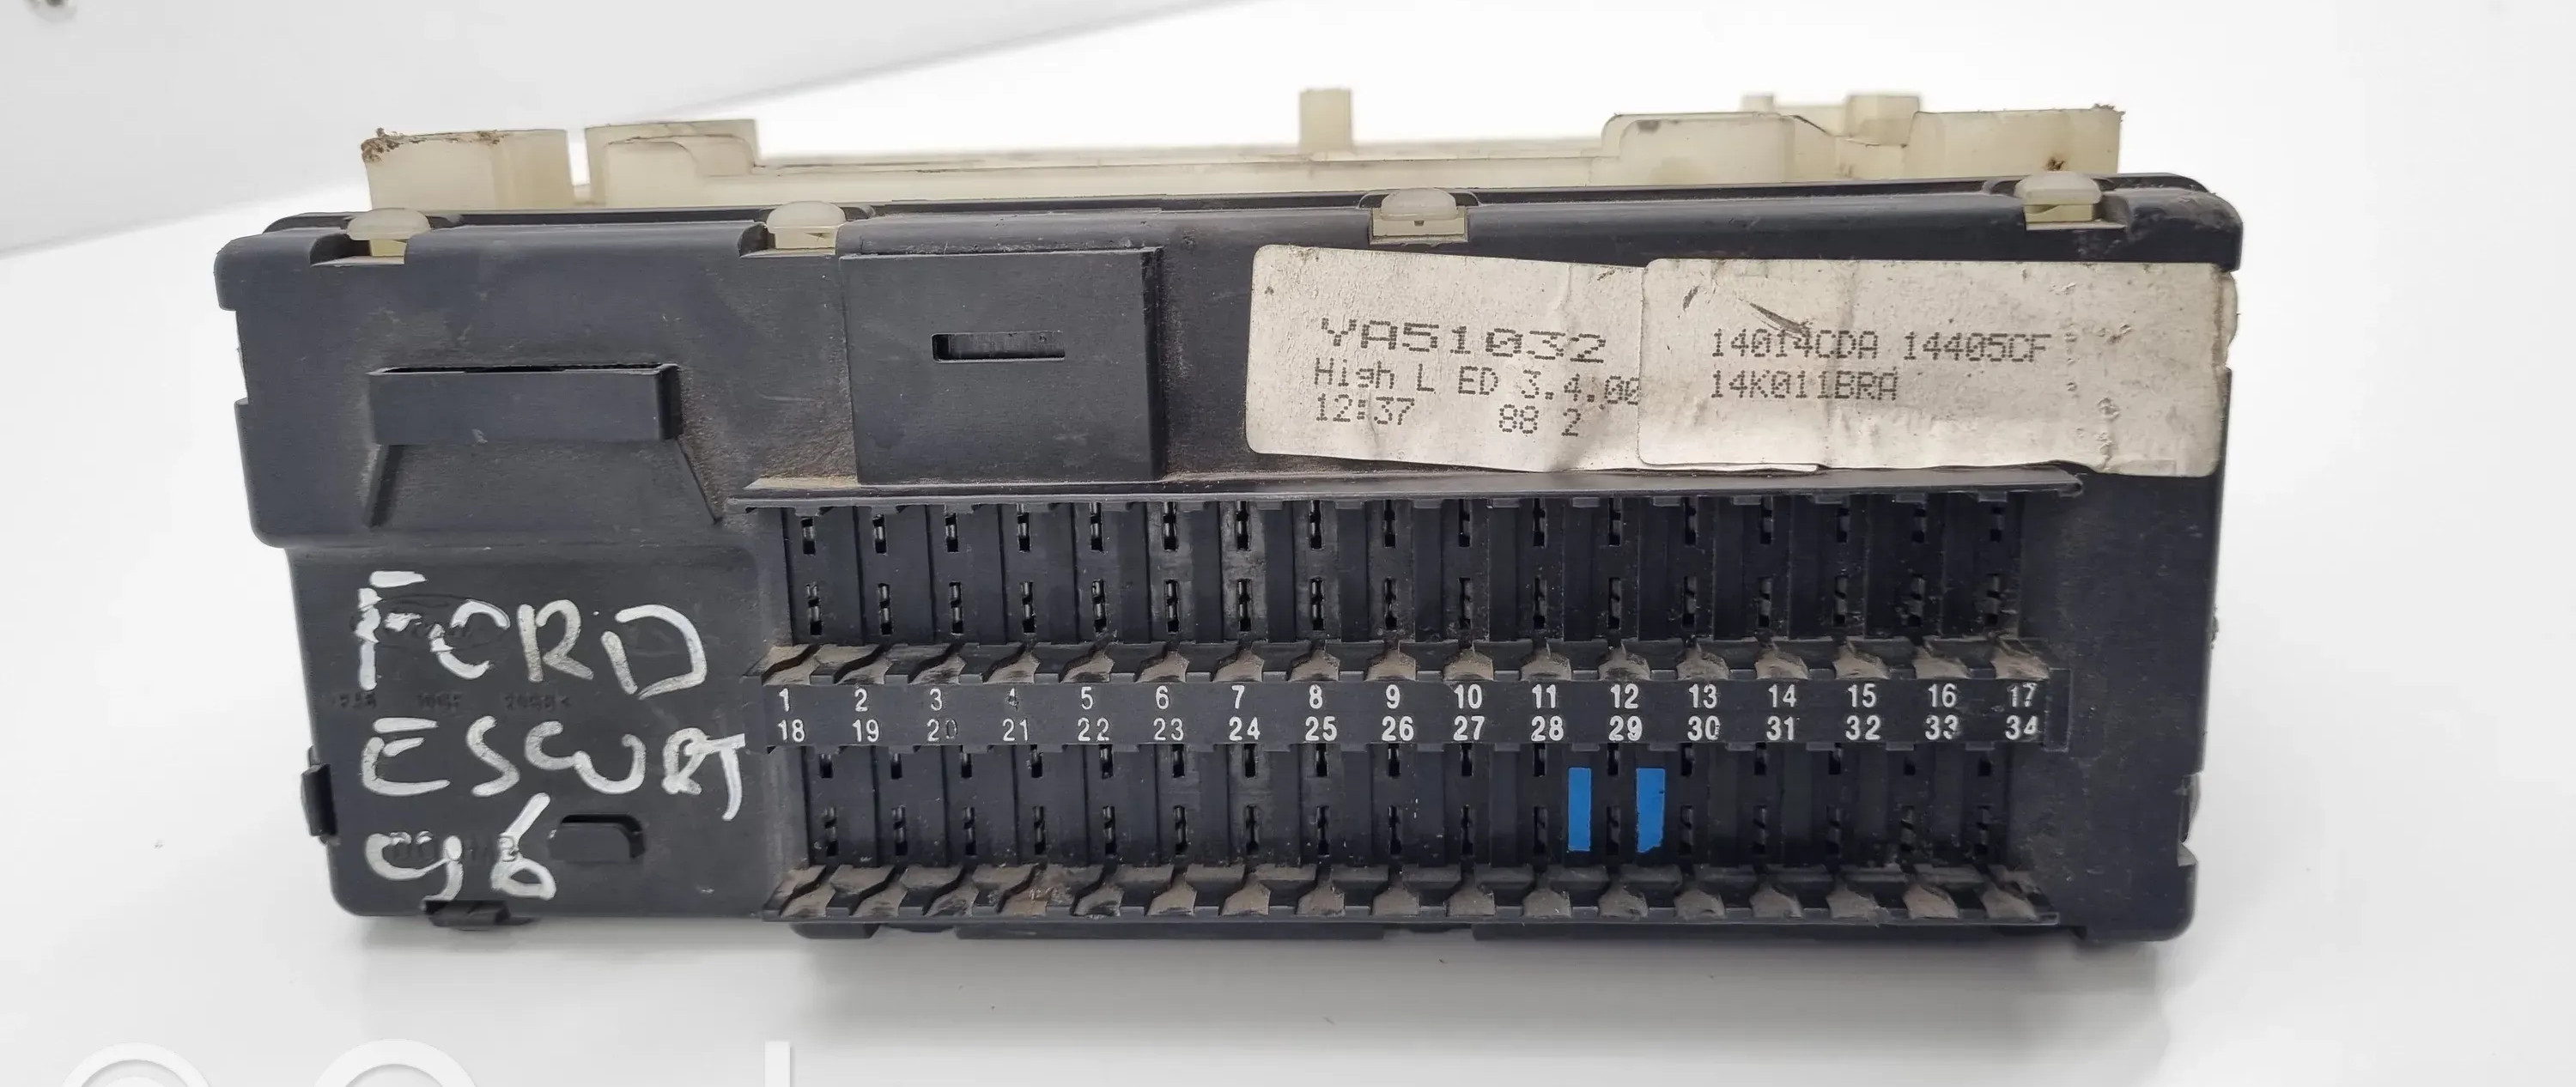 YA51032
High L ED 3.4.00
12:37 88 2
14014CDA 14405CF
14K011BRA
FORD
ESCORT
96
1 2 3 4 5 6 7 8 9 10 11 12 13 14 15 16 17
18 19 20 21 22 23 24 25 26 27 28 29 30 31 32 33 34